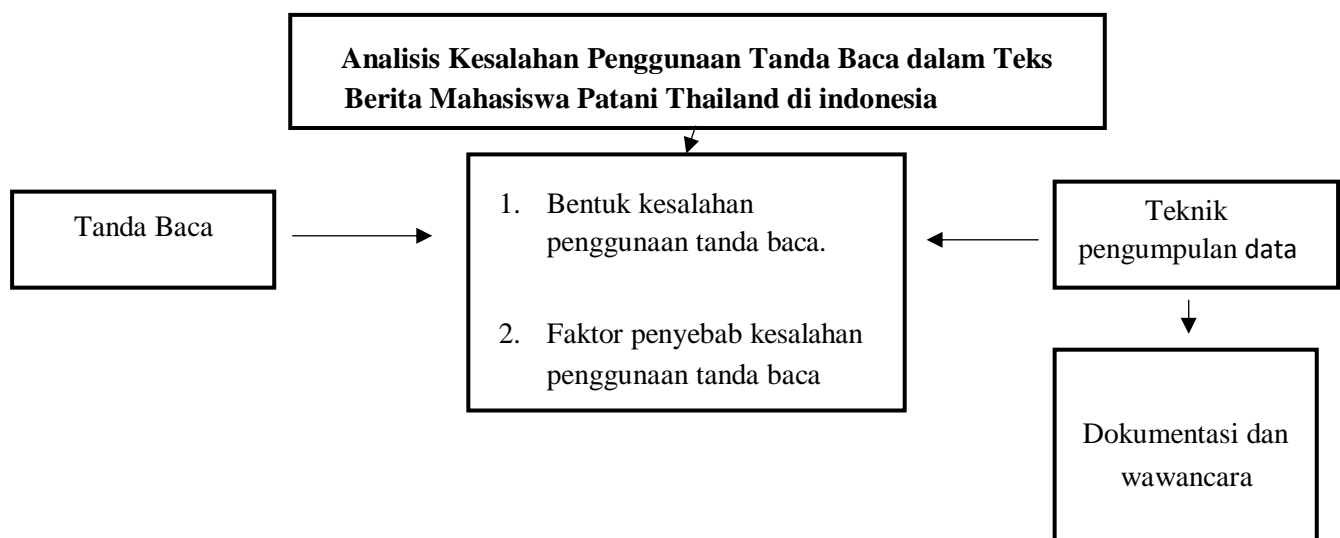 Analisis Kesalahan Penggunaan Tanda Baca dalam Teks
Berita Mahasiswa Patani Thailand di indonesia
Tanda Baca
1. Bentuk kesalahan
penggunaan tanda baca.
2. Faktor penyebab kesalahan
penggunaan tanda baca
Teknik
pengumpulan data
Dokumentasi dan
wawancara